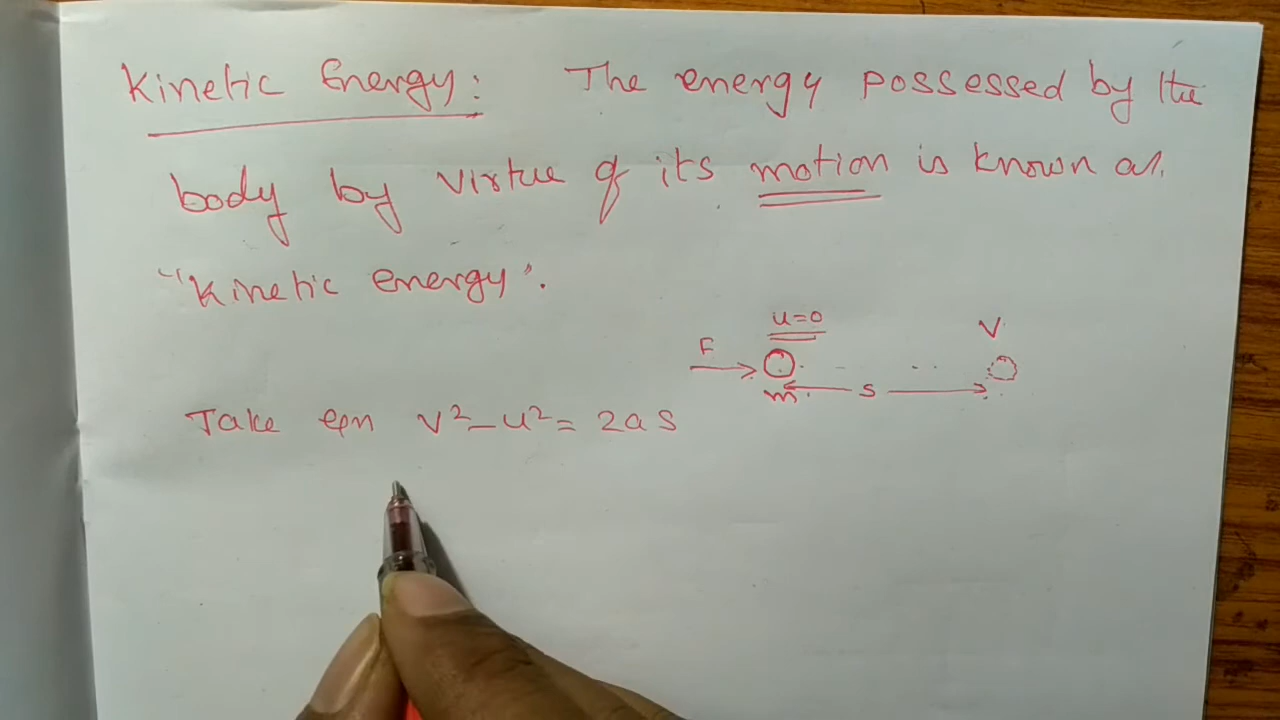 Kinetic Energy: The energy possessed by the
body by virtue of its motion is known as.
"Kinetic energy".
u=0
V
F
m
s
Take eqn v²-u²= 2as